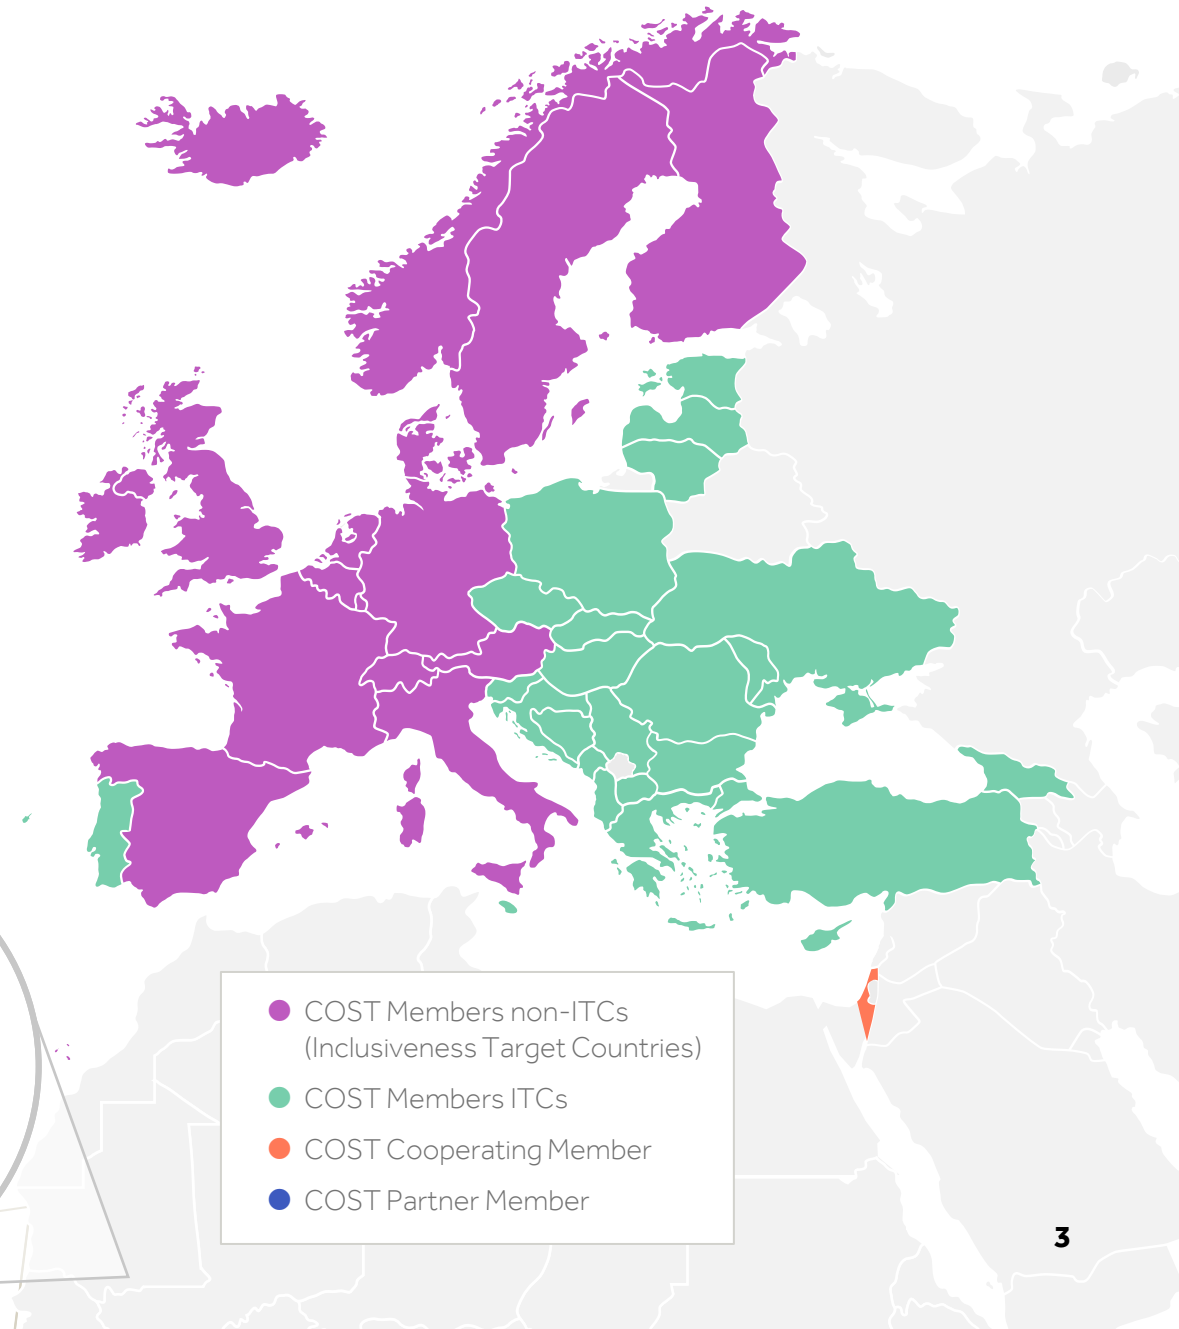 COST Members non-ITCs
(Inclusiveness Target Countries)
COST Members ITCs
COST Cooperating Member
COST Partner Member
3